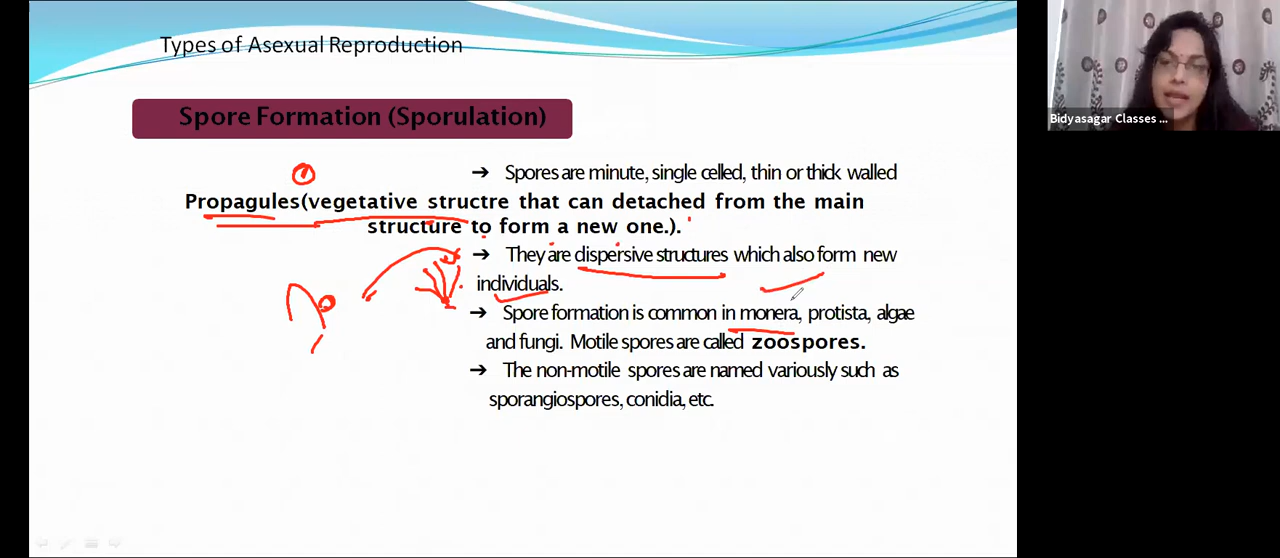 Types of Asexual Reproduction
Bidyasagar Classes ...
Spore Formation (Sporulation)
→ Spores are minute, single celled, thin or thick walled
Propagules(vegetative structre that can detached from the main
structure to form a new one.).
→ They are dispersive structures which also form new
individuals.
→ Spore formation is common in monera, protista, algae
and fungi. Motile spores are called zoospores.
→ The non-motile spores are named variously such as
sporangiospores, conidia, etc.